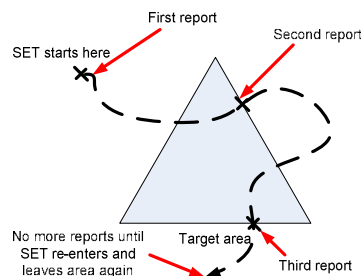 First report
Second report
SET starts here
No more reports until
SET re-enters and
leaves area again
Target area
Third report